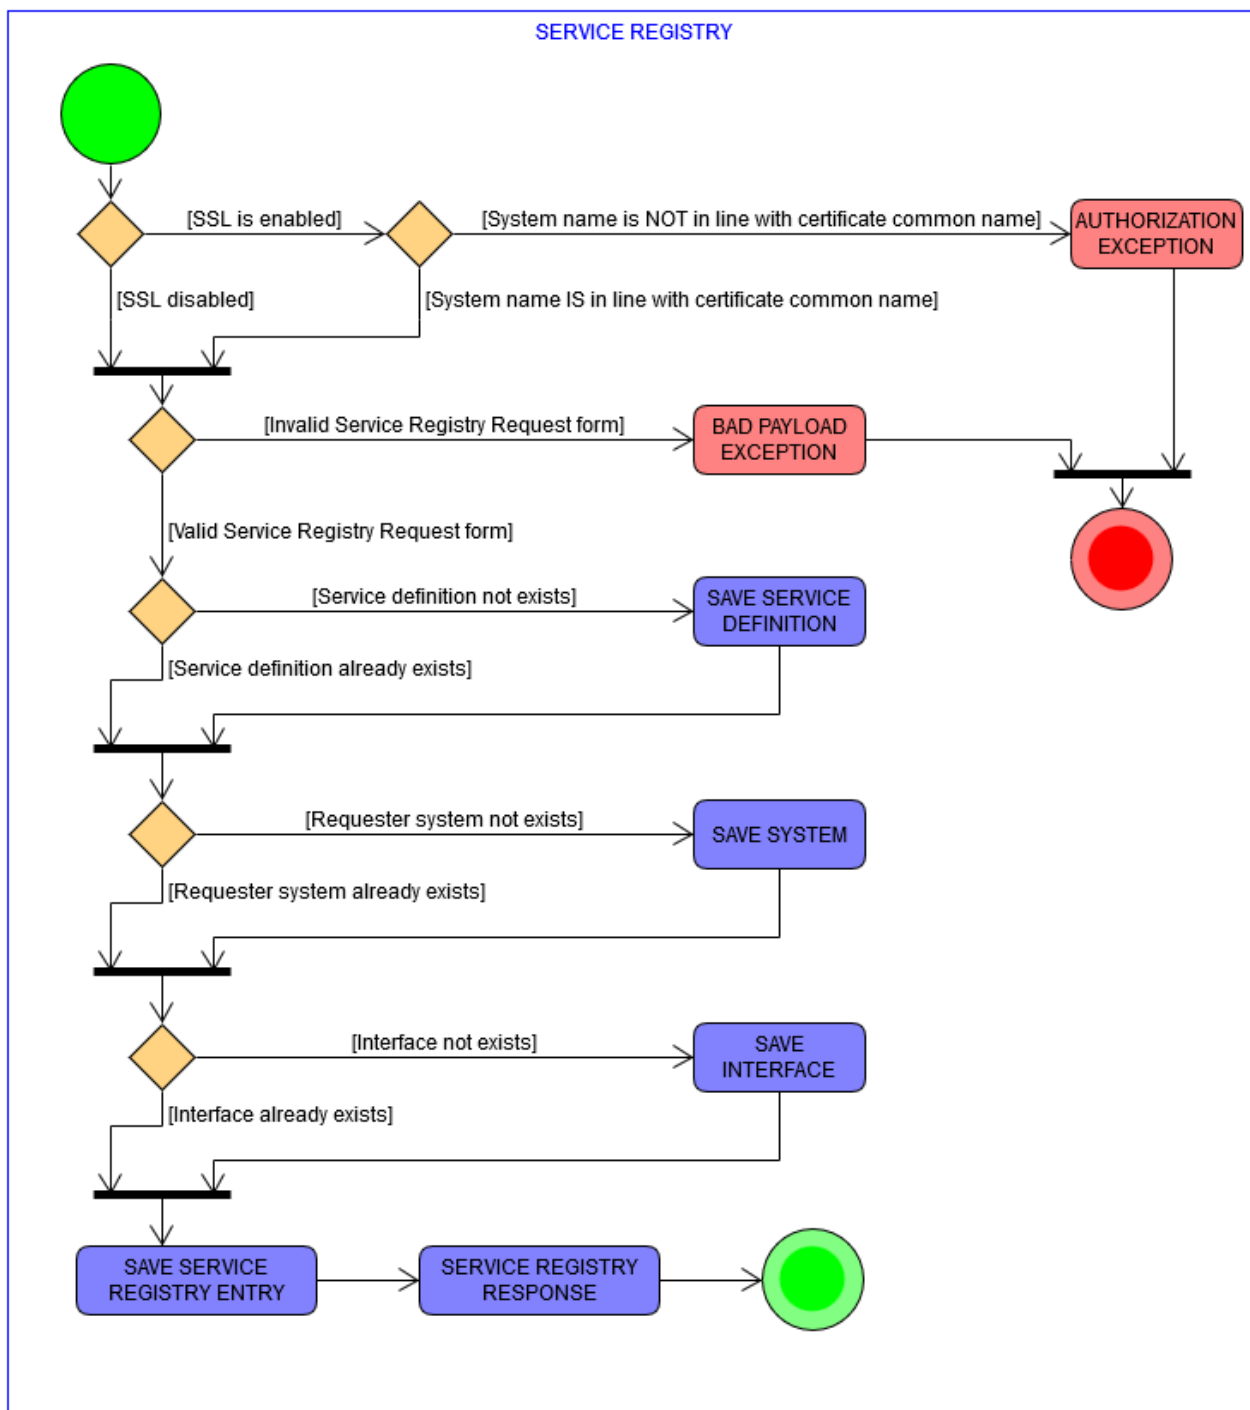 SERVICE REGISTRY
[SSL is enabled]
[System name is NOT in line with certificate common name]
AUTHORIZATION
EXCEPTION
[SSL disabled]
[System name IS in line with certificate common name]
[Invalid Service Registry Request form]
BAD PAYLOAD
EXCEPTION
[Valid Service Registry Request form]
[Service definition not exists]
SAVE SERVICE
DEFINITION
[Service definition already exists]
[Requester system not exists]
SAVE SYSTEM
[Requester system already exists]
[Interface not exists]
SAVE
INTERFACE
[Interface already exists]
SAVE SERVICE
REGISTRY ENTRY
SERVICE REGISTRY
RESPONSE